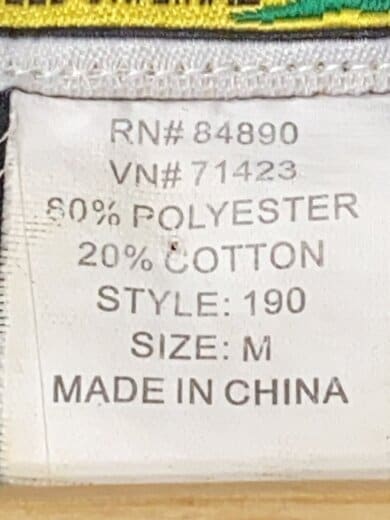 RN# 84890
VN# 71423
80% POLYESTER
20% COTTON
STYLE: 190
SIZE: M
MADE IN CHINA